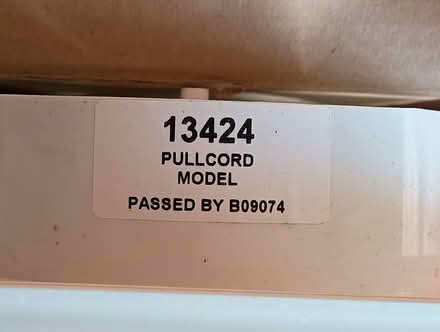 13424
PULLCORD
MODEL
PASSED BY B09074